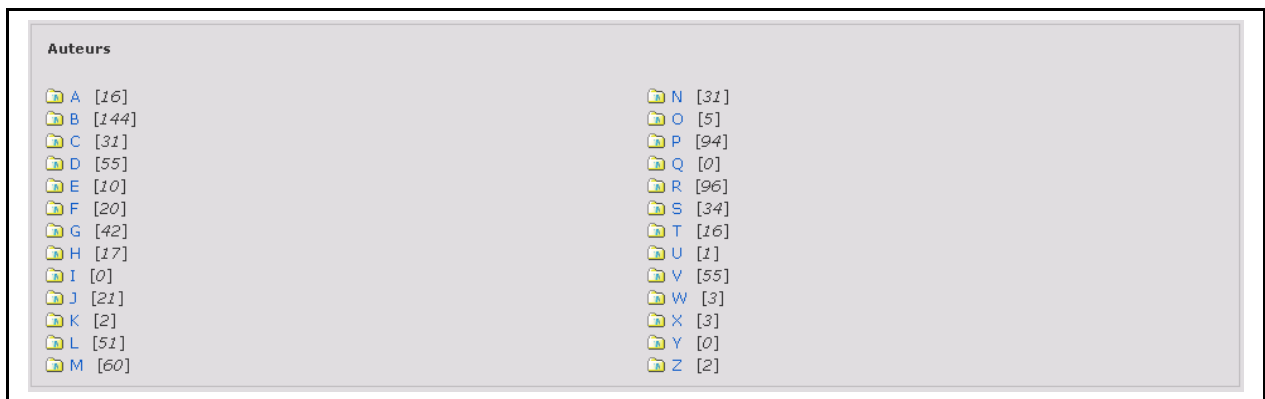 Auteurs
A [16]
B [144]
C [31]
D [55]
E [10]
F [20]
G [42]
H [17]
I [0]
J [21]
K [2]
L [51]
M [60]
N [31]
O [5]
P [94]
Q [0]
R [96]
S [34]
T [16]
U [1]
V [55]
W [3]
X [3]
Y [0]
Z [2]